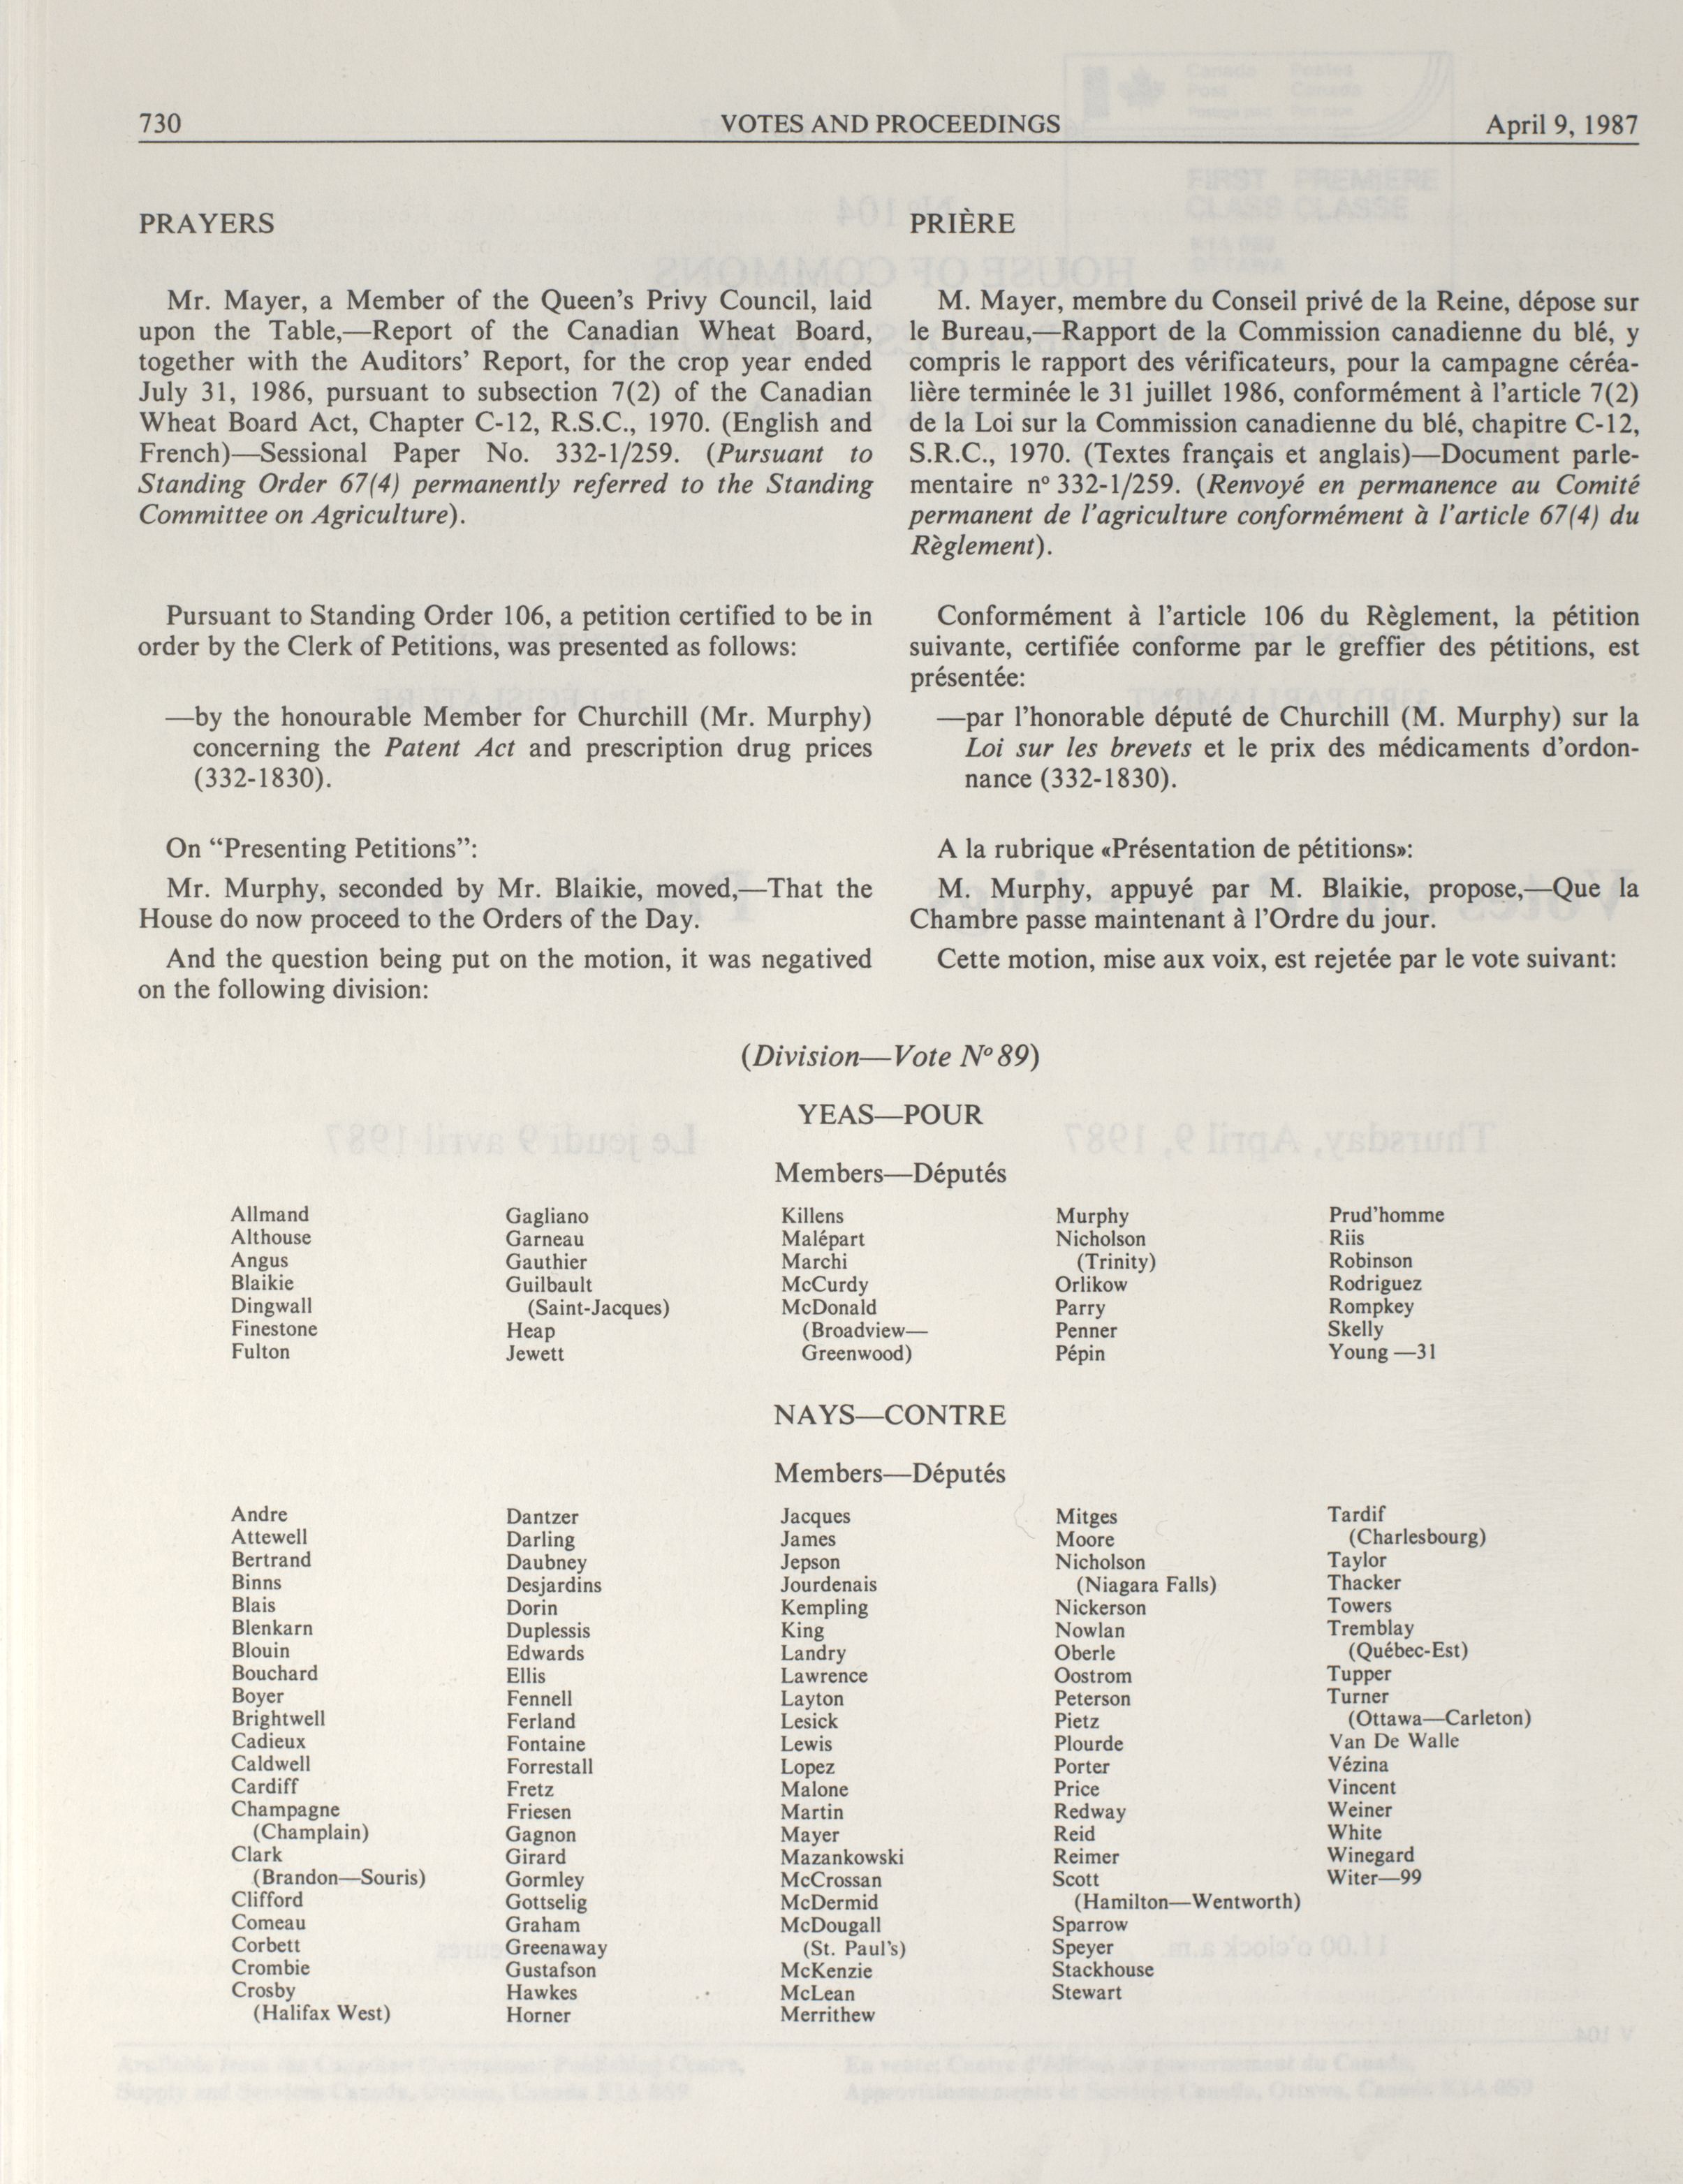 730
VOTES AND PROCEEDINGS
April 9, 1987
PRAYERS
Mr. Mayer, a Member of the Queen's Privy Council, laid
upon the Table,—Report of the Canadian Wheat Board,
together with the Auditors' Report, for the crop year ended
July 31, 1986, pursuant to subsection 7(2) of the Canadian
Wheat Board Act, Chapter C-12, R.S.C., 1970. (English and
French)—Sessional Paper No. 332-1/259. (Pursuant to
Standing Order 67(4) permanently referred to the Standing
Committee on Agriculture).
Pursuant to Standing Order 106, a petition certified to be in
order by the Clerk of Petitions, was presented as follows:
—by the honourable Member for Churchill (Mr. Murphy)
concerning the Patent Act and prescription drug prices
(332-1830).
On “Presenting Petitions”:
Mr. Murphy, seconded by Mr. Blaikie, moved,—That the
House do now proceed to the Orders of the Day.
And the question being put on the motion, it was negatived
on the following division:
PRIÈRE
M. Mayer, membre du Conseil privé de la Reine, dépose sur
le Bureau,—Rapport de la Commission canadienne du blé, y
compris le rapport des vérificateurs, pour la campagne céréa-
lière terminée le 31 juillet 1986, conformément à l'article 7(2)
de la Loi sur la Commission canadienne du blé, chapitre C-12,
S.R.C., 1970. (Textes français et anglais)—Document parle-
mentaire nº 332-1/259. (Renvoyé en permanence au Comité
permanent de l'agriculture conformément à l'article 67(4) du
Règlement).
Conformément à l'article 106 du Règlement, la pétition
suivante, certifiée conforme par le greffier des pétitions, est
présentée:
—par l'honorable député de Churchill (M. Murphy) sur la
Loi sur les brevets et le prix des médicaments d'ordon-
nance (332-1830).
A la rubrique «Présentation de pétitions»:
M. Murphy, appuyé par M. Blaikie, propose,—Que la
Chambre passe maintenant à l'Ordre du jour.
Cette motion, mise aux voix, est rejetée par le vote suivant:
(Division—Vote Nº 89)
YEAS—POUR
Members—Députés
Allmand
Althouse
Angus
Blaikie
Dingwall
Finestone
Fulton
Gagliano
Garneau
Gauthier
Guilbault
(Saint-Jacques)
Heap
Jewett
Killens
Malépart
Marchi
McCurdy
McDonald
(Broadview—
Greenwood)
Murphy
Nicholson
(Trinity)
Orlikow
Parry
Penner
Pépin
Prud'homme
Riis
Robinson
Rodriguez
Rompkey
Skelly
Young —31
NAYS—CONTRE
Members—Députés
Andre
Attewell
Bertrand
Binns
Blais
Blenkarn
Blouin
Bouchard
Boyer
Brightwell
Cadieux
Caldwell
Cardiff
Champagne
(Champlain)
Clark
(Brandon—Souris)
Clifford
Comeau
Corbett
Crombie
Crosby
(Halifax West)
Dantzer
Darling
Daubney
Desjardins
Dorin
Duplessis
Edwards
Ellis
Fennell
Ferland
Fontaine
Forrestall
Fretz
Friesen
Gagnon
Girard
Gormley
Gottselig
Graham
Greenaway
Gustafson
Hawkes
Horner
Jacques
James
Jepson
Jourdenais
Kempling
King
Landry
Lawrence
Layton
Lesick
Lewis
Lopez
Malone
Martin
Mayer
Mazankowski
McCrossan
McDermid
McDougall
(St. Paul's)
McKenzie
McLean
Merrithew
Mitges
Moore
Nicholson
(Niagara Falls)
Nickerson
Nowlan
Oberle
Oostrom
Peterson
Pietz
Plourde
Porter
Price
Redway
Reid
Reimer
Scott
(Hamilton—Wentworth)
Sparrow
Speyer
Stackhouse
Stewart
Tardif
(Charlesbourg)
Taylor
Thacker
Towers
Tremblay
(Québec-Est)
Tupper
Turner
(Ottawa—Carleton)
Van De Walle
Vézina
Vincent
Weiner
White
Winegard
Witer—99